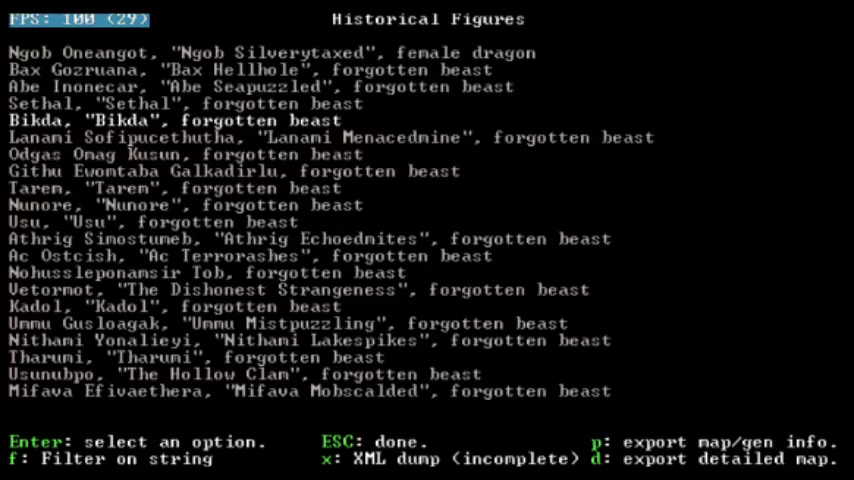 FPS: 100 (29)
Historical Figures
Ngob Oneangot, "Ngob Silverytaxed", female dragon
Bax Gozruana, "Bax Hellhole", forgotten beast
Abe Inonecar, "Abe Seapuzzled", forgotten beast
Sethal, "Sethal", forgotten beast
Bikda, "Bikda", forgotten beast
Lanami Sofipucethutha, "Lanami Menacedmine", forgotten beast
Odgas Omag Kusun, forgotten beast
Githu Ewomtaba Galkadirlu, forgotten beast
Tarem, "Tarem", forgotten beast
Nunore, "Nunore", forgotten beast
Usu, "Usu", forgotten beast
Athrig Simostumeb, "Athrig Echoedmites", forgotten beast
Ac Ostcish, "Ac Terrorashes", forgotten beast
Nohussleponamsir Tob, forgotten beast
Vetormot, "The Dishonest Strangeness", forgotten beast
Kadol, "Kadol", forgotten beast
Ummu Gusloagak, "Ummu Mistpuzzling", forgotten beast
Nithami Yonalieyi, "Nithami Lakespikes", forgotten beast
Tharumi, "Tharumi", forgotten beast
Usunubpo, "The Hollow Clam", forgotten beast
Mifava Efivaethera, "Mifava Mobscalded", forgotten beast
Enter: select an option. ESC: done. p: export map/gen info.
f: Filter on string x: XML dump (incomplete) d: export detailed map.